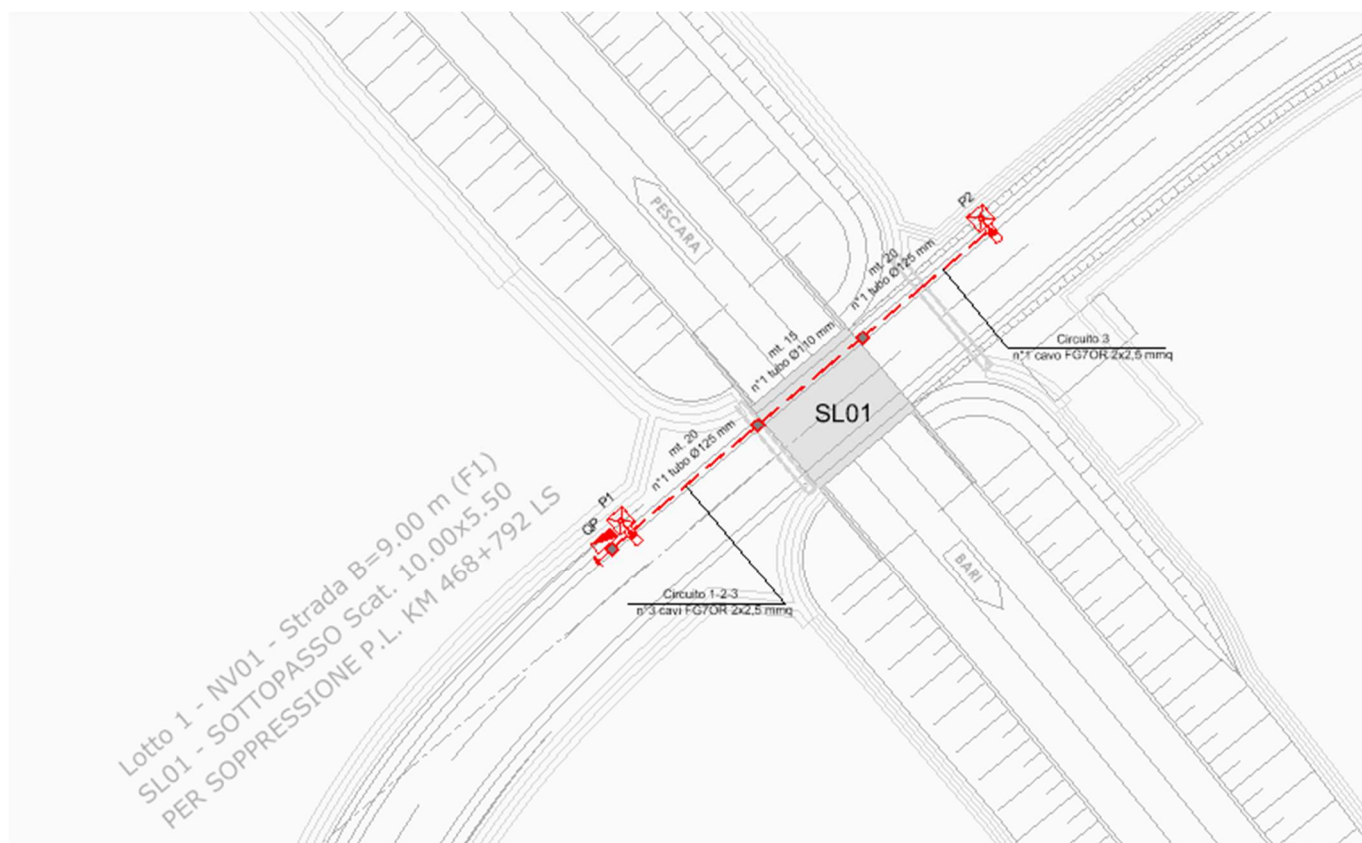 PESCARA
P2
mt. 20
n°1 tubo Ø125 mm
mt. 15
n°1 tubo Ø110 mm
Circuito 3
n°1 cavo FG7OR 2x2,5 mmq
SL01
mt. 20
n°1 tubo Ø125 mm
P1
QP
BARI
Circuito 1-2-3
n°3 cavi FG7OR 2x2,5 mmq
Lotto 1 - NV01 - Strada B=9.00 m (F1)
SL01 - SOTTOPASSO Scat. 10.00x5.50
PER SOPPRESSIONE P.L. KM 468+792 LS